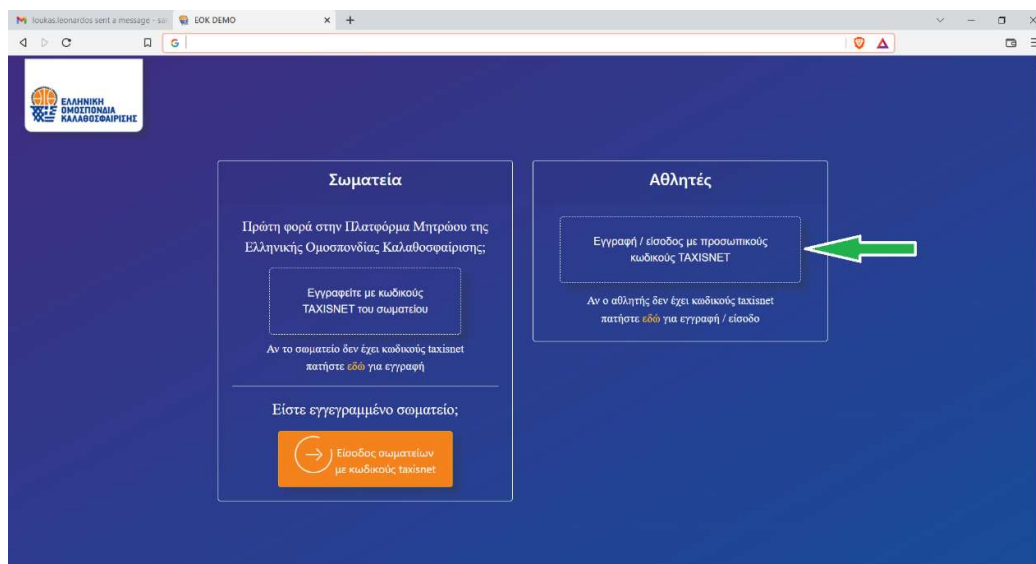 loukas.leonardos sent a message - sa
EOK DEMO
ΕΛΛΗΝΙΚΗ
ΟΜΟΣΠΟΝΔΙΑ
ΚΑΛΑΘΟΣΦΑΙΡΙΣΗΣ
Σωματεία
Πρώτη φορά στην Πλατφόρμα Μητρώου της
Ελληνικής Ομοσπονδίας Καλαθοσφαίρισης;
Εγγραφείτε με κωδικούς
TAXISNET του σωματείου
Αν το σωματείο δεν έχει κωδικούς taxisnet
πατήστε εδώ για εγγραφή
Είστε εγγεγραμμένο σωματείο;
Είσοδος σωματείων
με κωδικούς taxisnet
Αθλητές
Εγγραφή / είσοδος με προσωπικούς
κωδικούς TAXISNET
Αν ο αθλητής δεν έχει κωδικούς taxisnet
πατήστε εδώ για εγγραφή / είσοδο